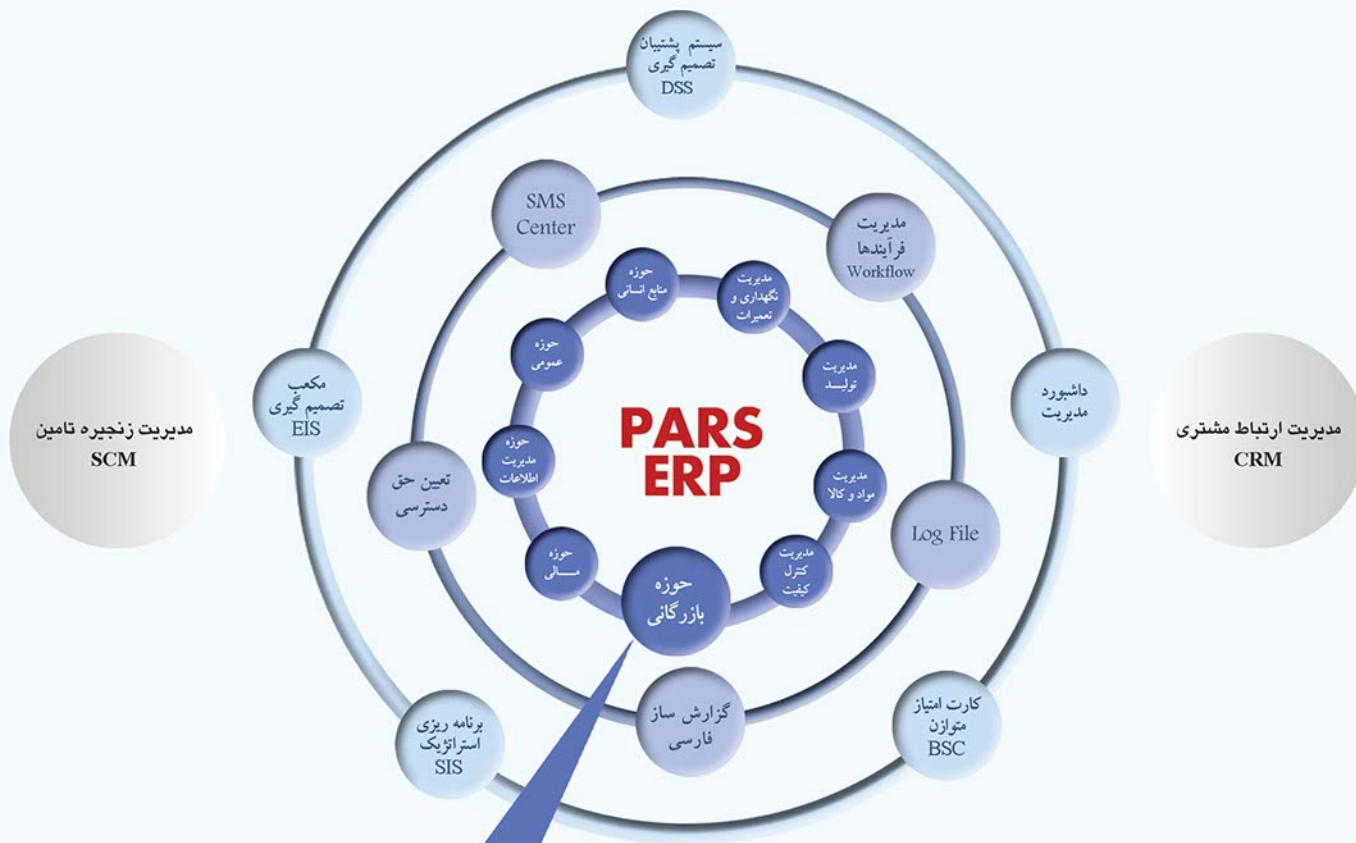 سیستم پشتیبان
تصمیم گیری
DSS
SMS
Center
مدیریت
فرآیندها
Workflow
حوزه
منابع انسانی
مدیریت
نگهداری و
تعمیرات
حوزه
عمومی
مدیریت
تولیـــد
مکعب
تصمیم گیری
EIS
داشبورد
مدیریت
مدیریت زنجیره تامین
SCM
مدیریت ارتباط مشتری
CRM
PARS
ERP
حوزه
مدیریت
اطلاعات
مدیریت
مواد و کالا
تعیین حق
دسترسی
Log File
حوزه
مـــالی
مدیریت
کنترل
کیفیت
حوزه
بازرگانی
گزارش ساز
فارسی
برنامه ریزی
استراتژیک
SIS
کارت امتیاز
متوازن
BSC